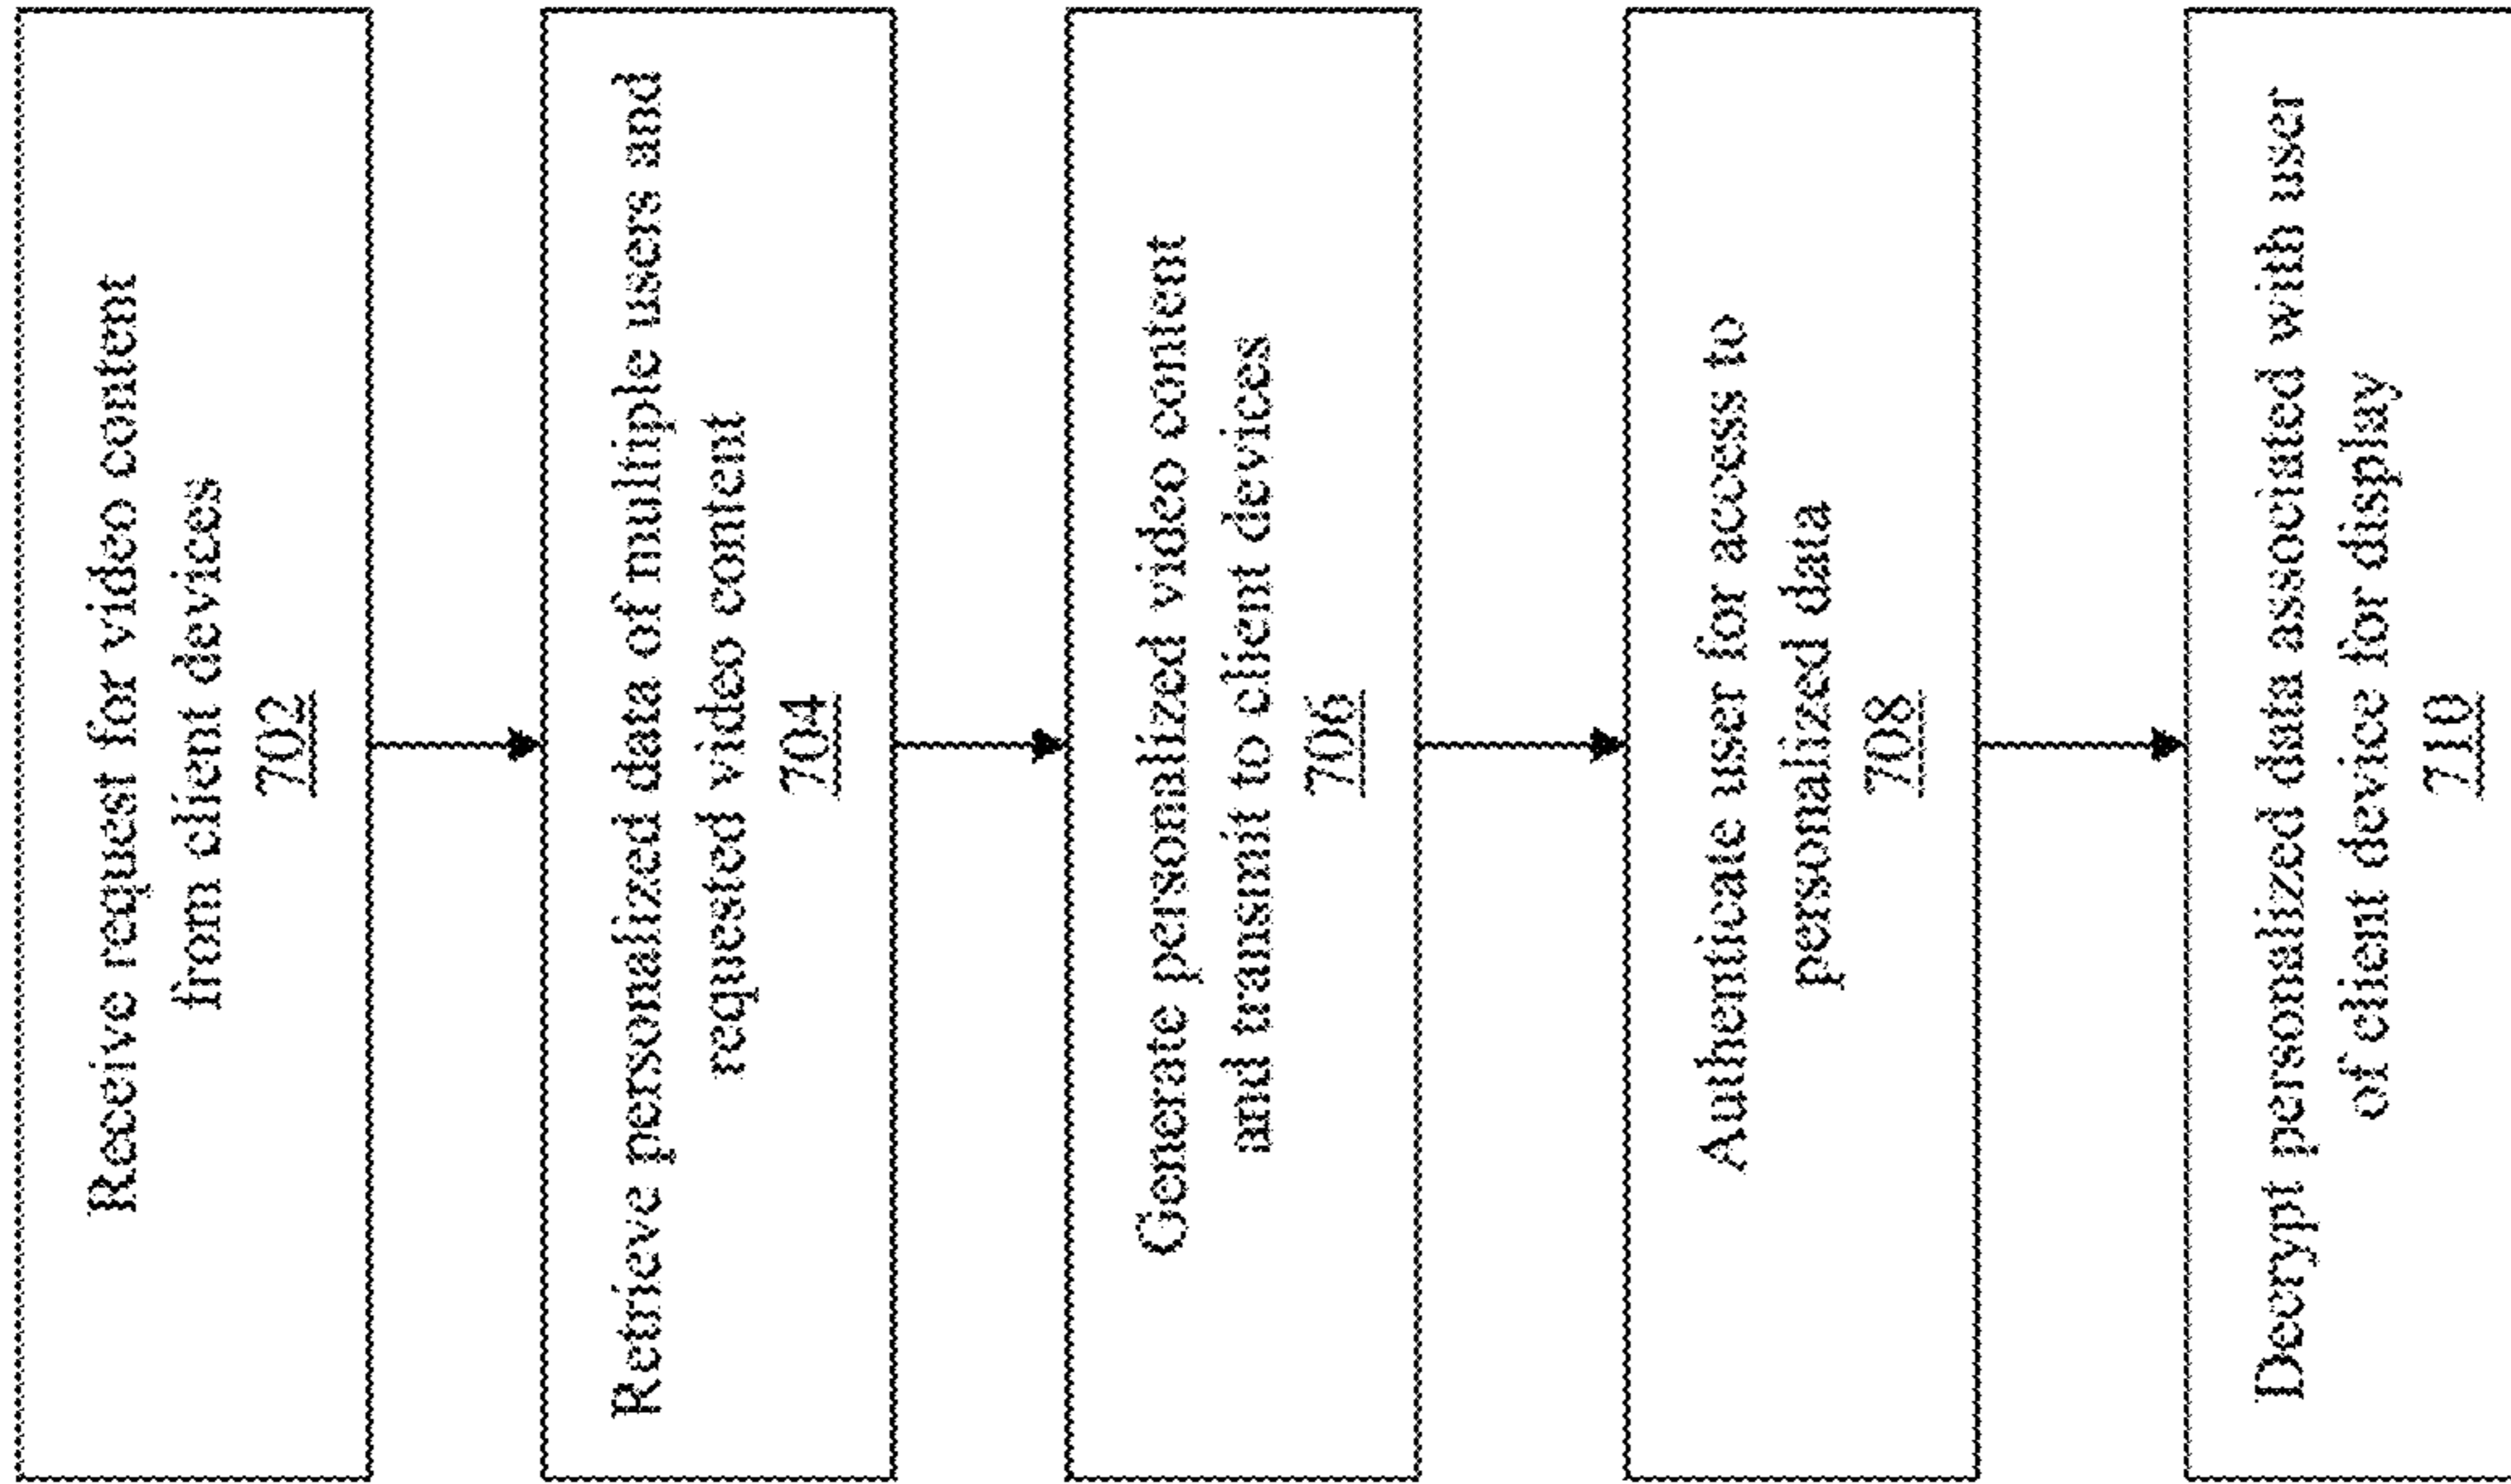 Receive request for video content
from client devices
702
Retrieve personalized data of multiple users and
requested video content
704
Generate personalized video content
and transmit to client devices
706
Authenticate user for access to
personalized data
708
Decrypt personalized data associated with user
of client device for display
710